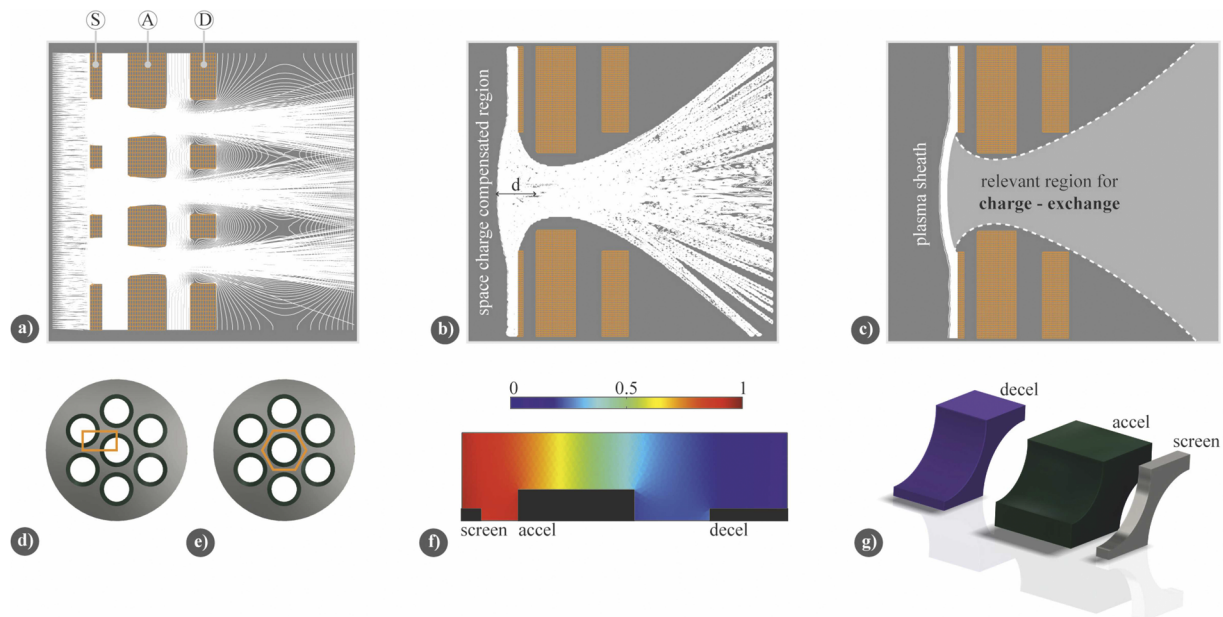 S A D
space charge compensated region
d
plasma sheath
relevant region for
charge - exchange
a)
b)
c)
0 0.5 1
screen accel decel
decel
accel
screen
d)
e)
f)
g)